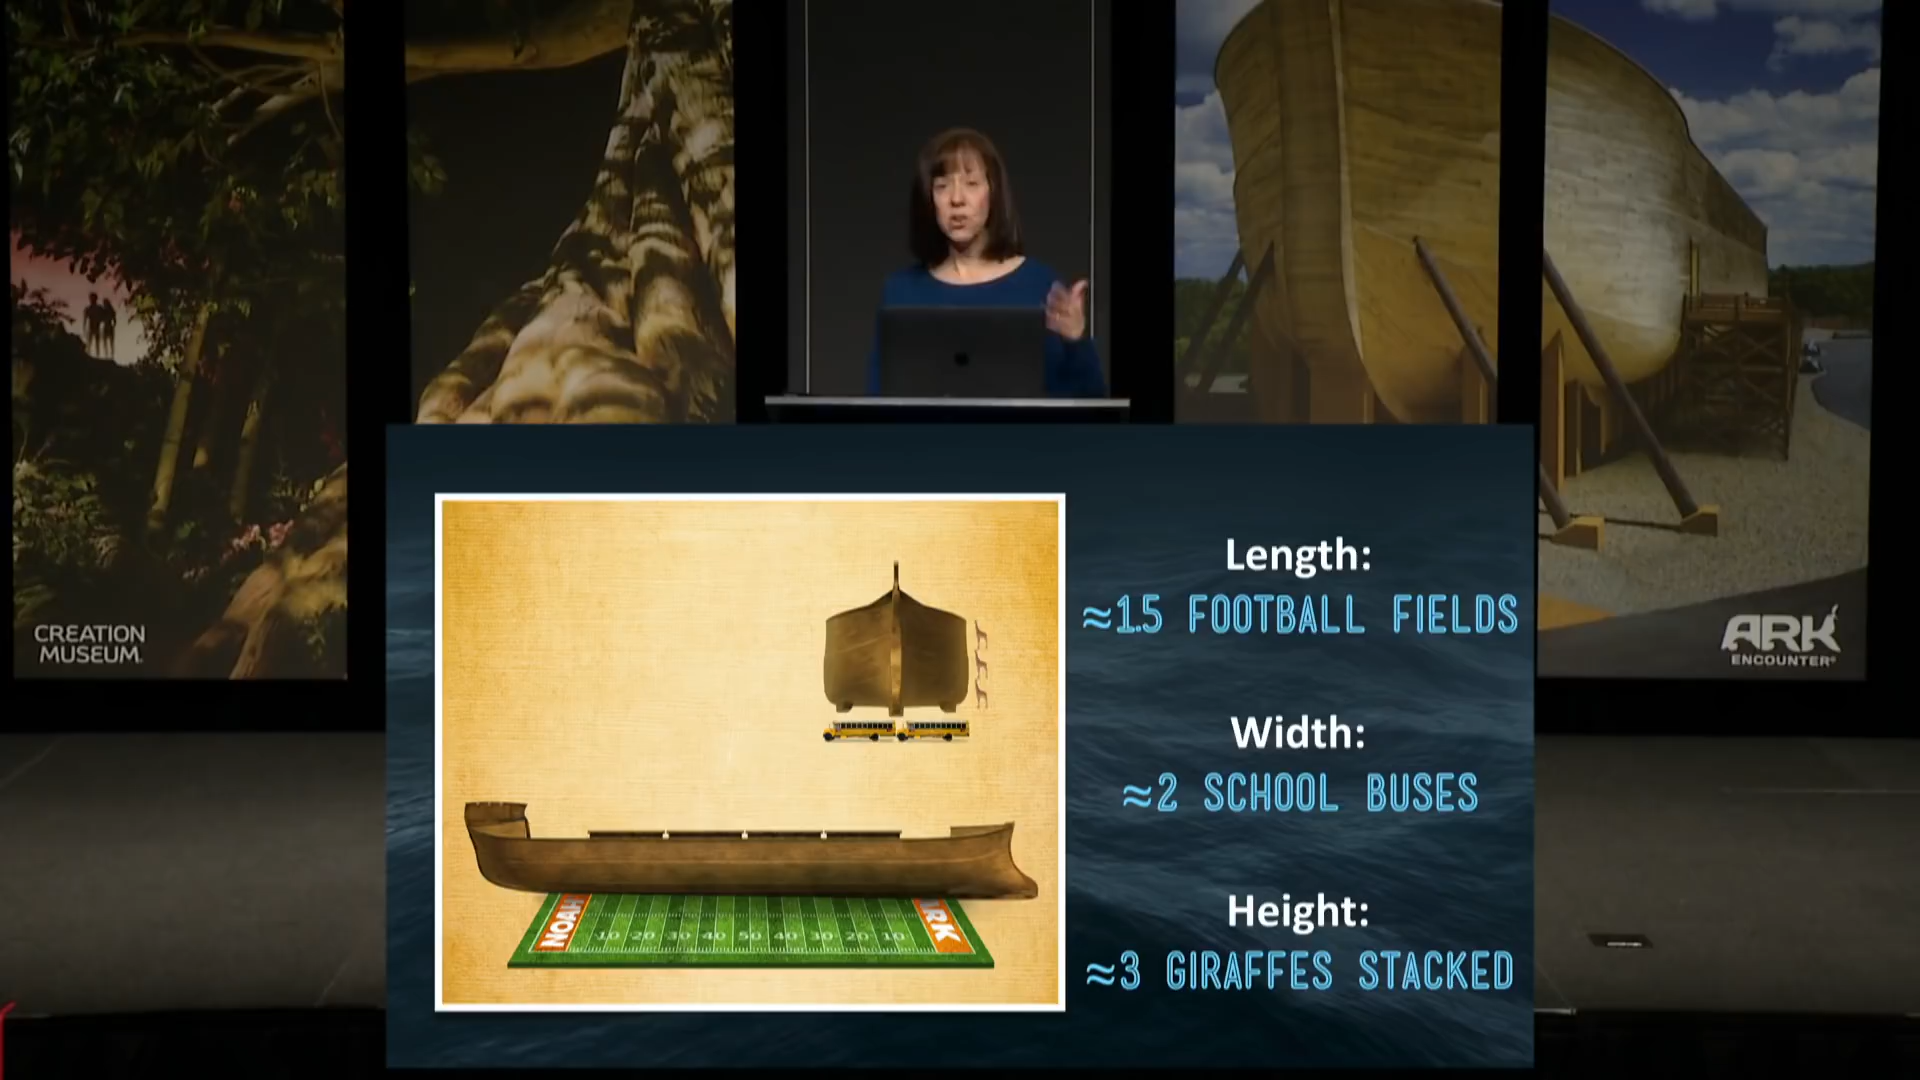 CREATION
MUSEUM
ARK
ENCOUNTER
Length:
≈1.5 FOOTBALL FIELDS
Width:
≈2 SCHOOL BUSES
Height:
≈3 GIRAFFES STACKED
NOAH
ARK
10 20 30 40 50 40 30 20 10